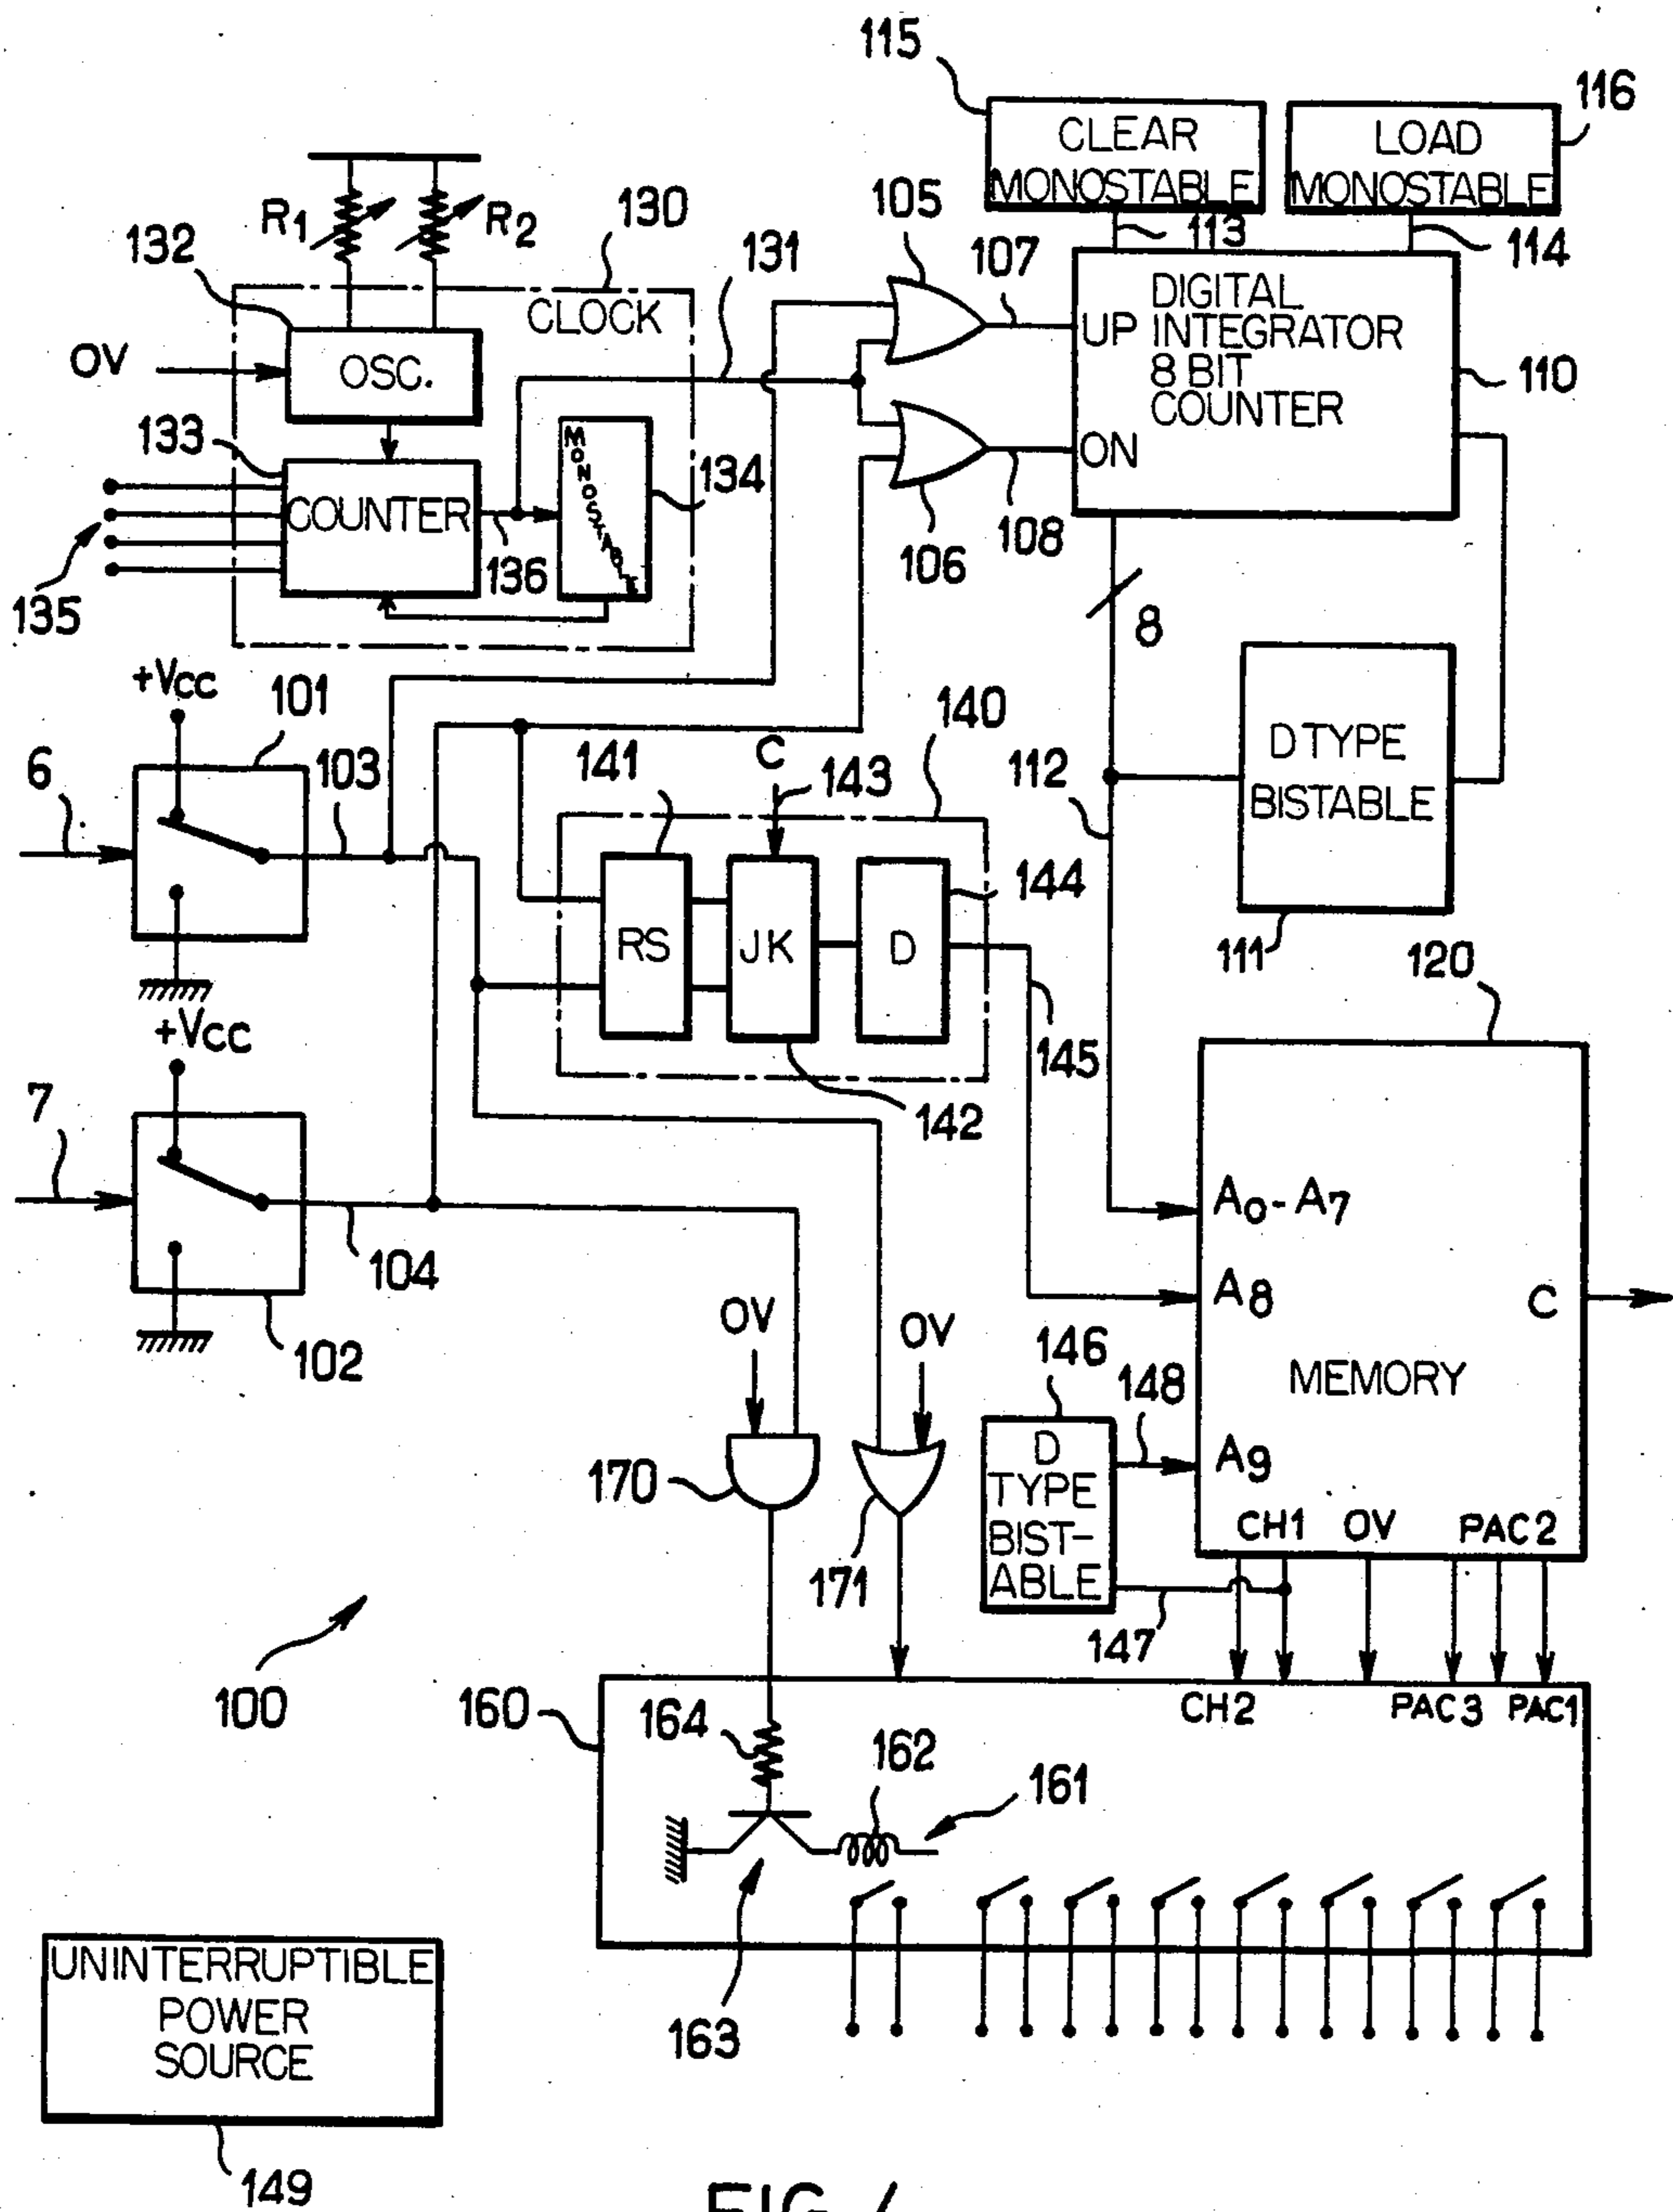 115
CLEAR
MONOSTABLE
116
LOAD
MONOSTABLE
113
114
R1
R2
132
130
CLOCK
131
105
107
OV
OSC.
UP
DIGITAL
INTEGRATOR
8 BIT
COUNTER
110
133
COUNTER
MONOSTABLE
134
ON
108
106
135
136
8
+VCC
101
6
103
141
C
143
140
112
D TYPE
BISTABLE
111
RS
JK
D
144
145
142
120
+VCC
7
104
102
A0-A7
A8
C
MEMORY
OV
OV
146
148
D
TYPE
BIST-
ABLE
A9
CH1
OV
PAC2
170
171
147
100
160
CH2
PAC3
PAC1
164
162
161
163
UNINTERRUPTIBLE
POWER
SOURCE
149